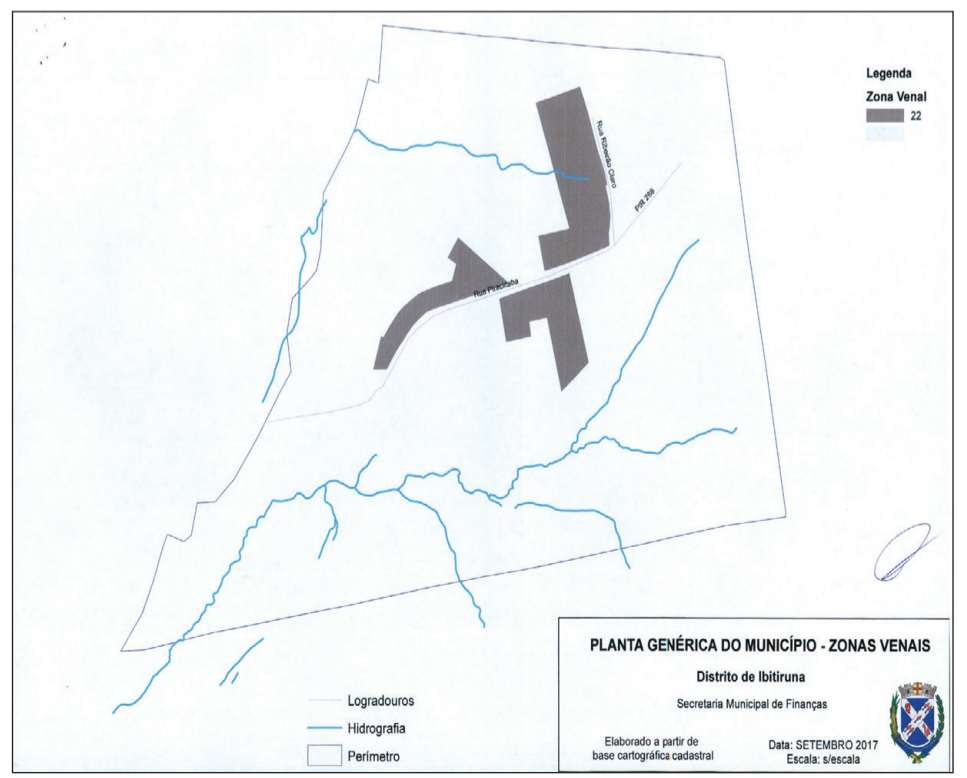 Legenda
Zona Venal
22
Rua Ribeirão Claro
PIR 268
Rua Piracicaba
Logradouros
Hidrografia
Perímetro
PLANTA GENÉRICA DO MUNICÍPIO - ZONAS VENAIS
Distrito de Ibitiruna
Secretaria Municipal de Finanças
Elaborado a partir de
base cartográfica cadastral
Data: SETEMBRO 2017
Escala: s/escala